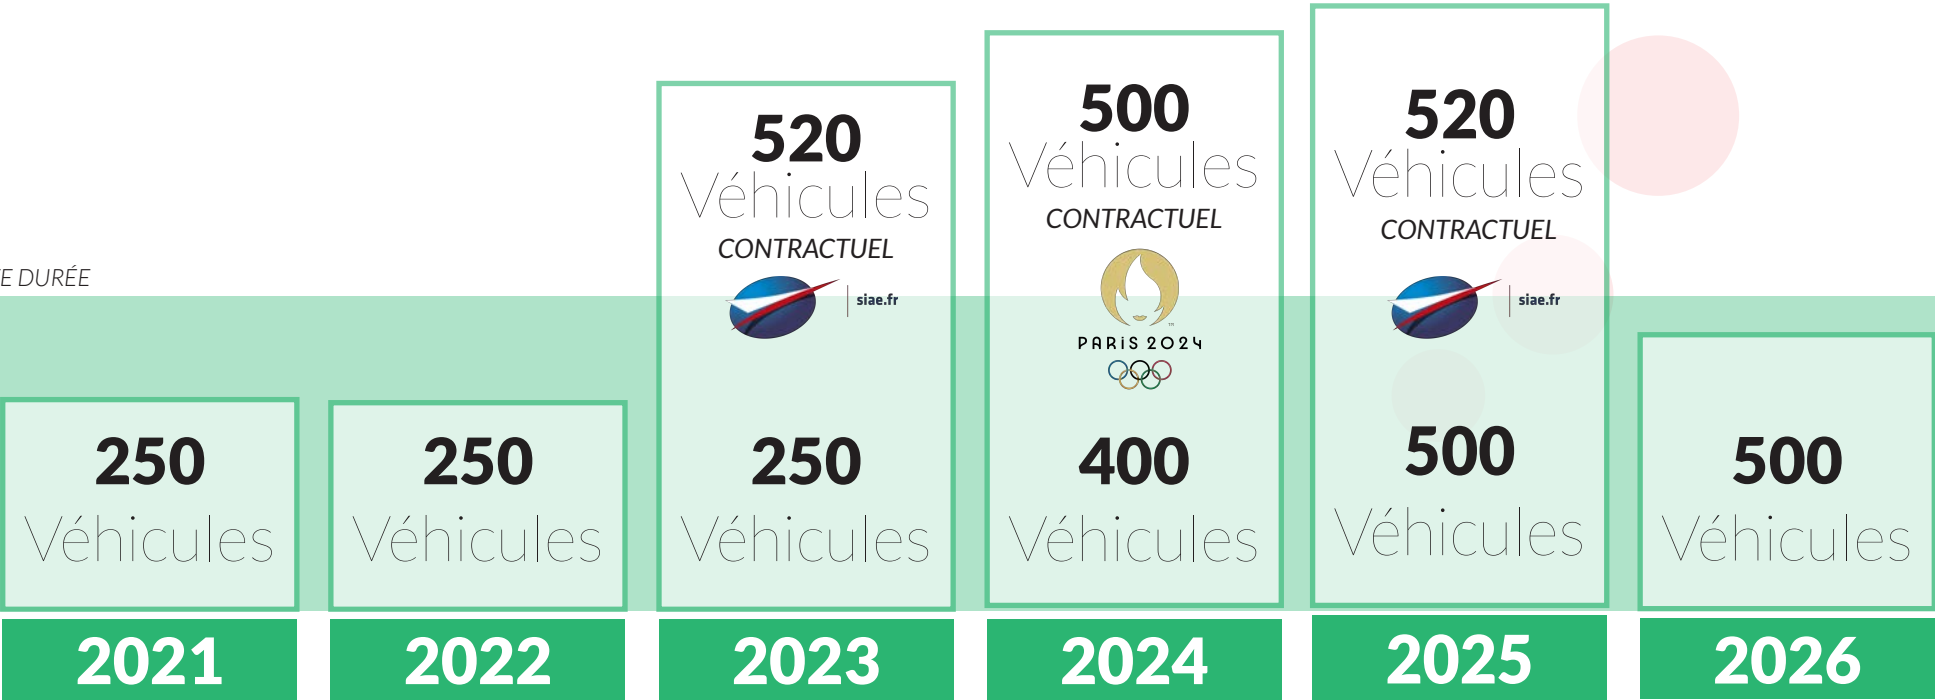 520
Véhicules
CONTRACTUEL
siae.fr
500
Véhicules
CONTRACTUEL
PARIS 2024
520
Véhicules
CONTRACTUEL
siae.fr
E DURÉE
250
Véhicules
250
Véhicules
250
Véhicules
400
Véhicules
500
Véhicules
500
Véhicules
2021
2022
2023
2024
2025
2026